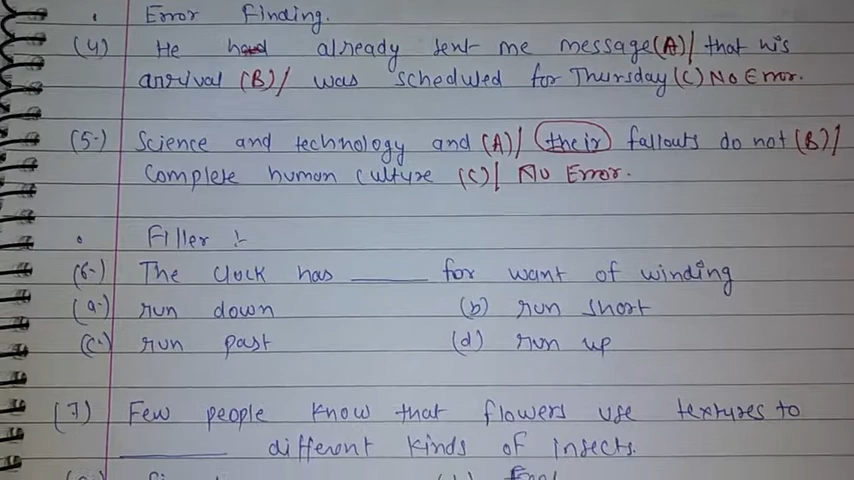 • Error Finding.
(4) He had already sent me message(A)/ that his
arrival (B)/ was scheduled for Thursday (C) No Error.
(5.) Science and technology and (A)/ their fallouts do not (B)/
Complete human culture (C)/ No Error.
• Filler :-
(6.) The clock has ______ for want of winding
(a.) run down (b) run short
(c.) run past (d) run up
(7) Few people know that flowers use textures to
________ different kinds of insects.